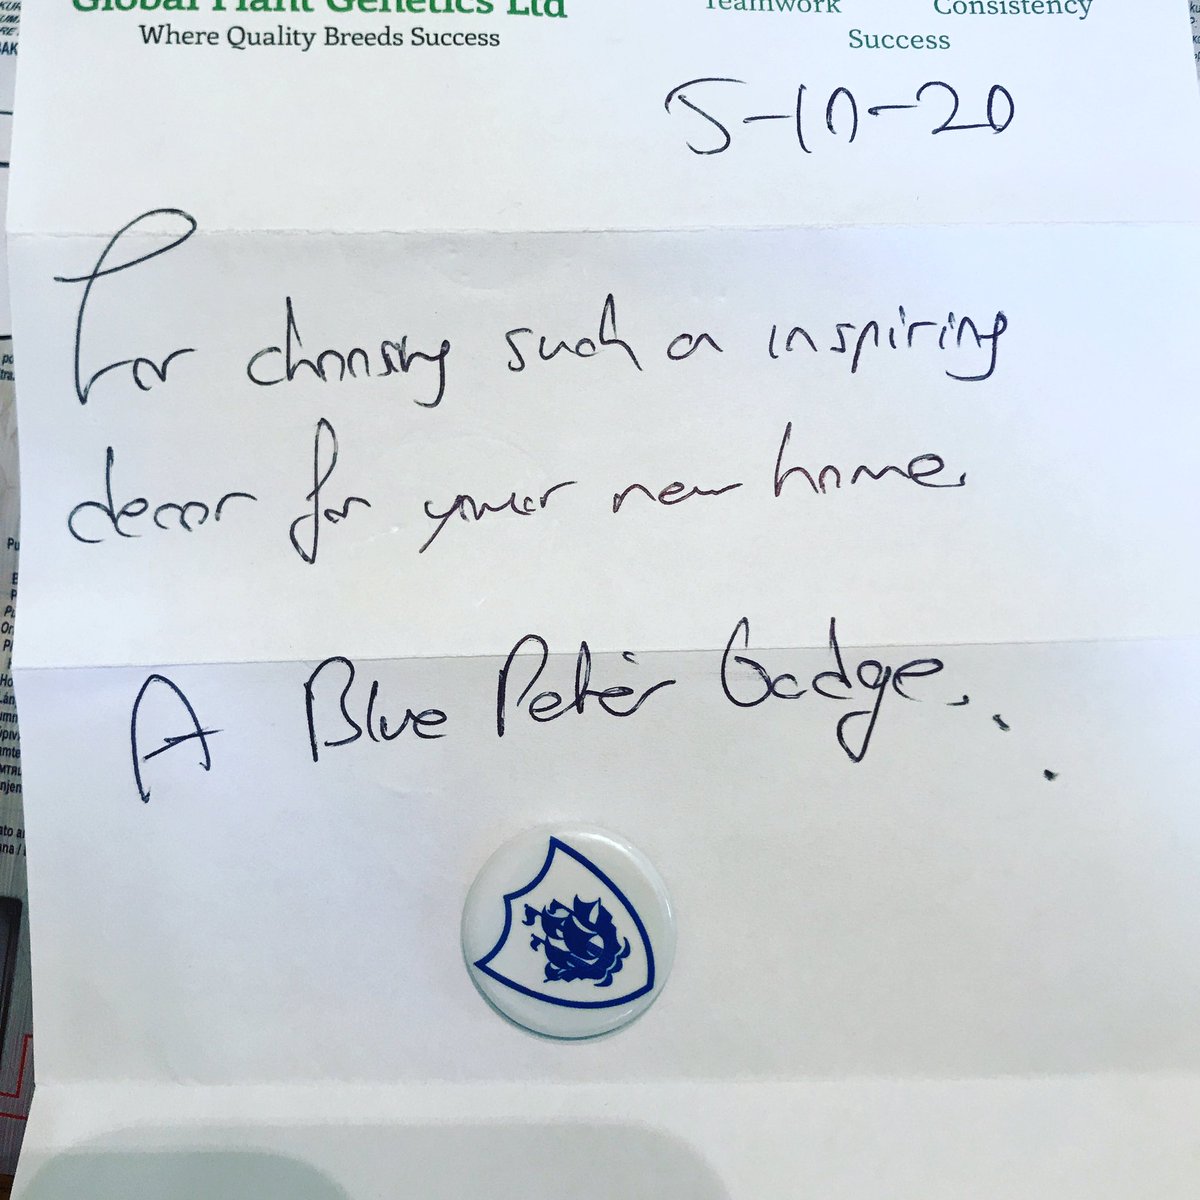 Global Plant Genetics Ltd
Where Quality Breeds Success
Teamwork Consistency
Success
5-10-20
For choosing such a inspiring
decor for your new home.
A Blue Peter Badge...